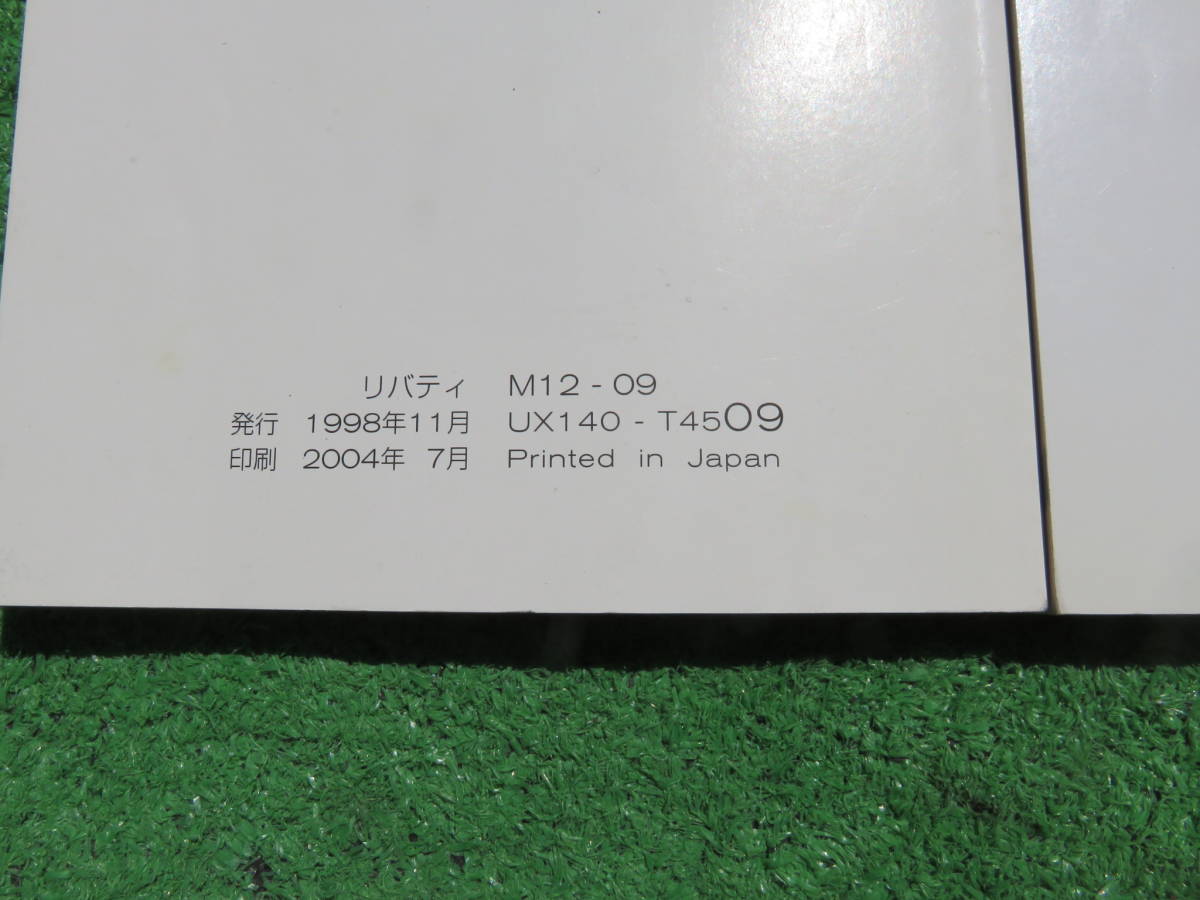 リバティ M12 - 09
発行 1998年11月 UX140 - T4509
印刷 2004年 7月 Printed in Japan